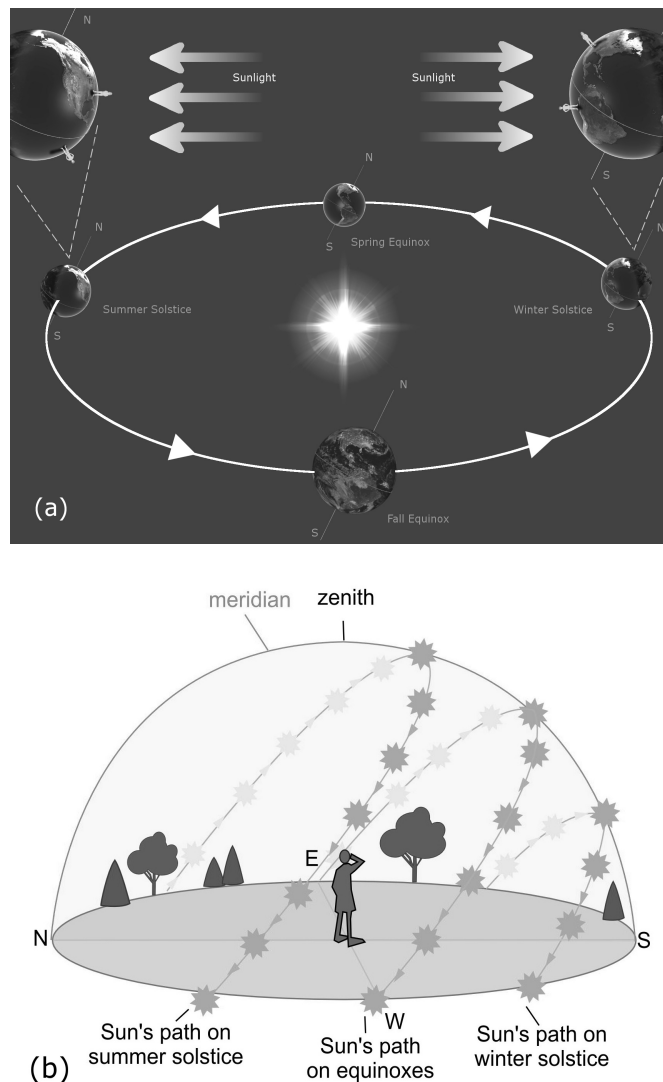 N
Sunlight
Sunlight
S
N
N
N
S
Spring Equinox
Summer Solstice
Winter Solstice
S
S
N
(a)
Fall Equinox
S
meridian
zenith
E
N
S
W
Sun's path on
summer solstice
Sun's path
on equinoxes
Sun's path on
winter solstice
(b)